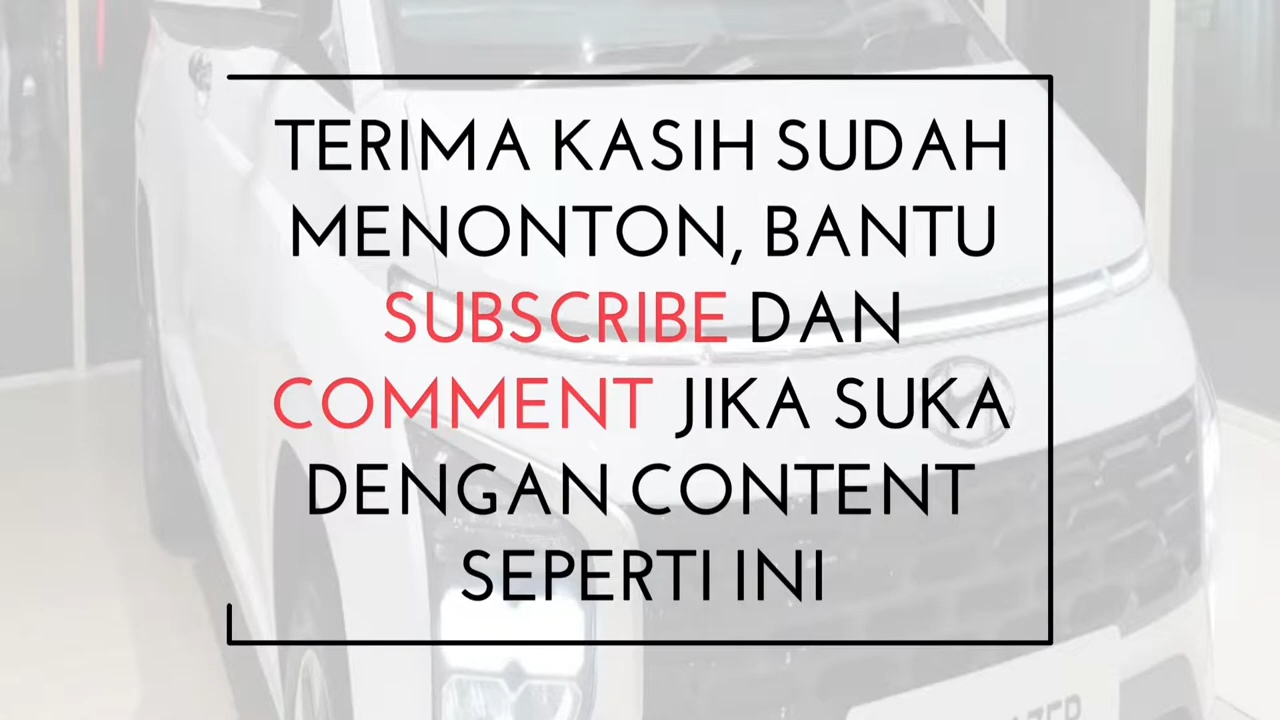 TERIMA KASIH SUDAH
MENONTON, BANTU
SUBSCRIBE DAN
COMMENT JIKA SUKA
DENGAN CONTENT
SEPERTI INI